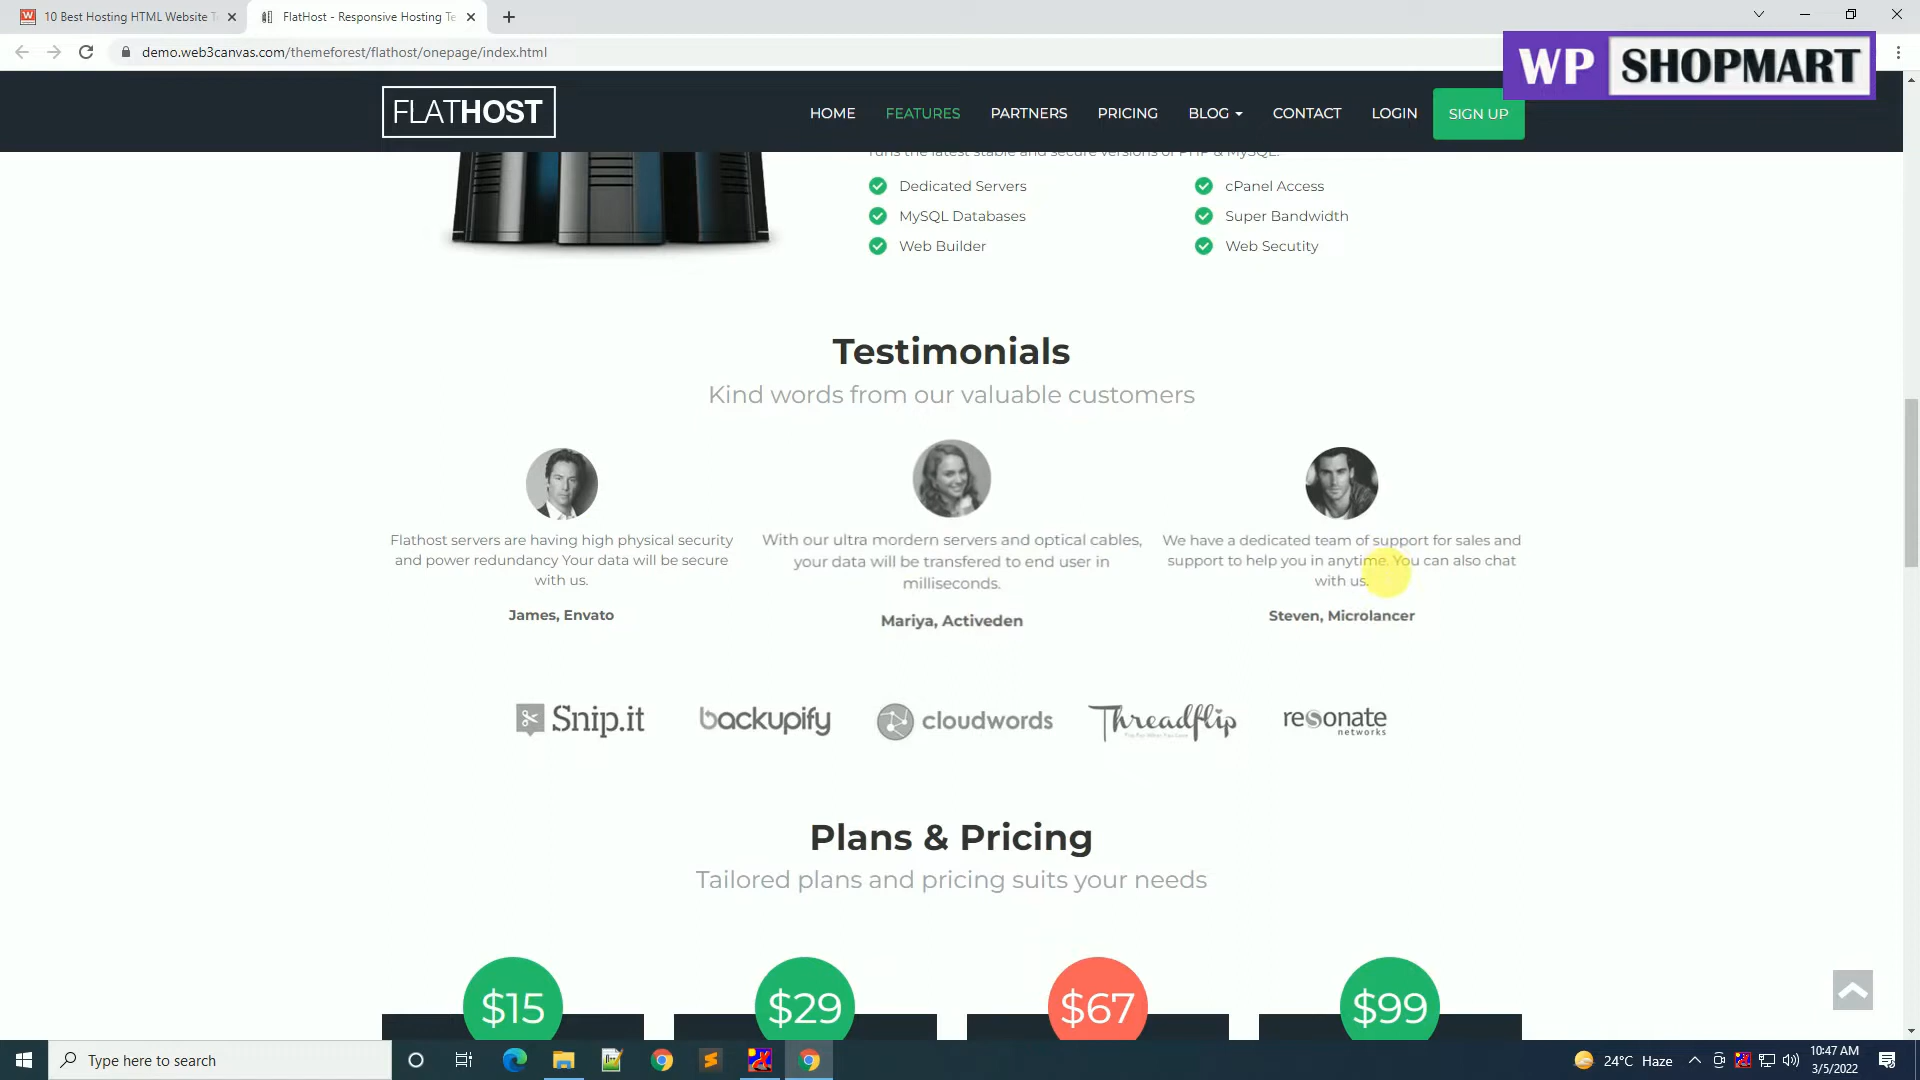 10 Best Hosting HTML Website T
FlatHost - Responsive Hosting Te
demo.web3canvas.com/themeforest/flathost/onepage/index.html
WP SHOPMART
FLATHOST
HOME
FEATURES
PARTNERS
PRICING
BLOG
CONTACT
LOGIN
SIGN UP
runs the latest stable and secure versions of PHP & MySQL.
Dedicated Servers
cPanel Access
MySQL Databases
Super Bandwidth
Web Builder
Web Secutity
Testimonials
Kind words from our valuable customers
Flathost servers are having high physical security
and power redundancy Your data will be secure
with us.
James, Envato
With our ultra mordern servers and optical cables,
your data will be transfered to end user in
milliseconds.
Mariya, Activeden
We have a dedicated team of support for sales and
support to help you in anytime. You can also chat
with us.
Steven, Microlancer
Snip.it
backupify
cloudwords
Threadflip
resonate
networks
Plans & Pricing
Tailored plans and pricing suits your needs
$15
$29
$67
$99
Type here to search
24°C Haze
10:47 AM
3/5/2022